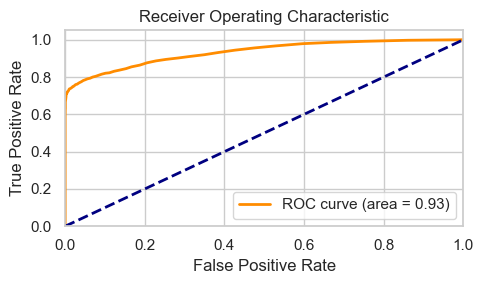 Receiver Operating Characteristic
True Positive Rate
1.0
0.8
0.6
0.4
0.2
0.0
ROC curve (area = 0.93)
0.0 0.2 0.4 0.6 0.8 1.0
False Positive Rate